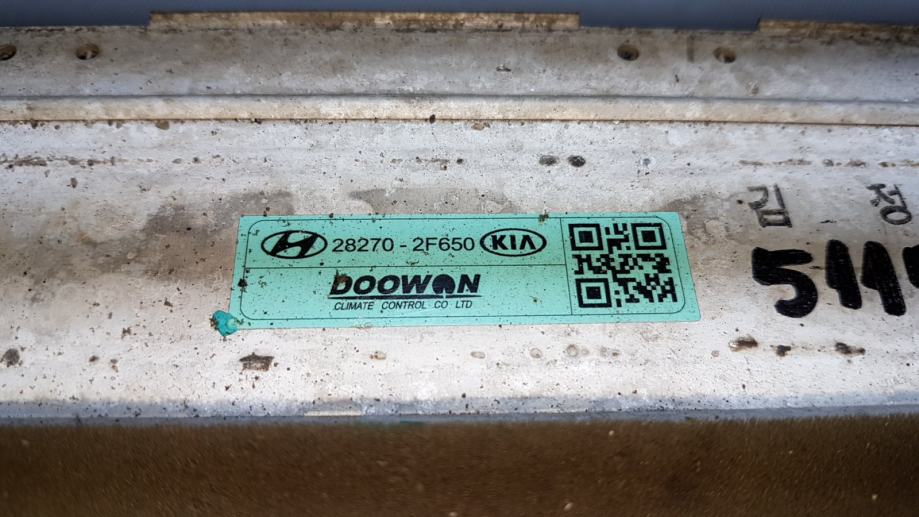 28270 - 2F650 KIA
DOOWON
CLIMATE CONTROL CO LTD
김 정